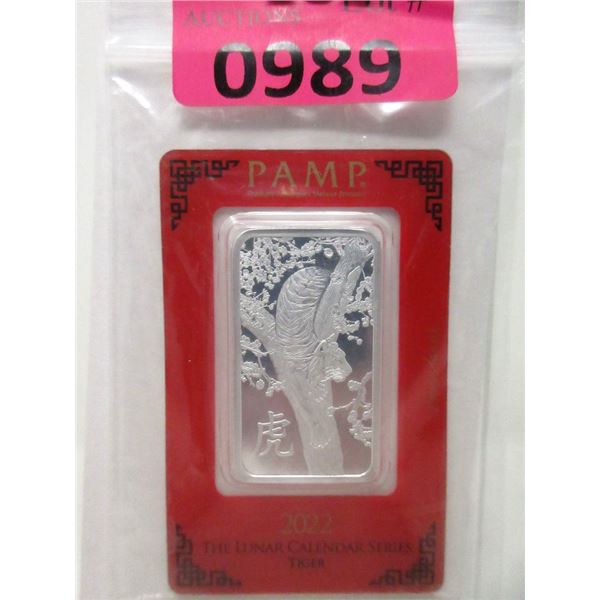 AUCTIONS
0989
PAMP.
虎
2022
THE LUNAR CALENDAR SERIES
TIGER